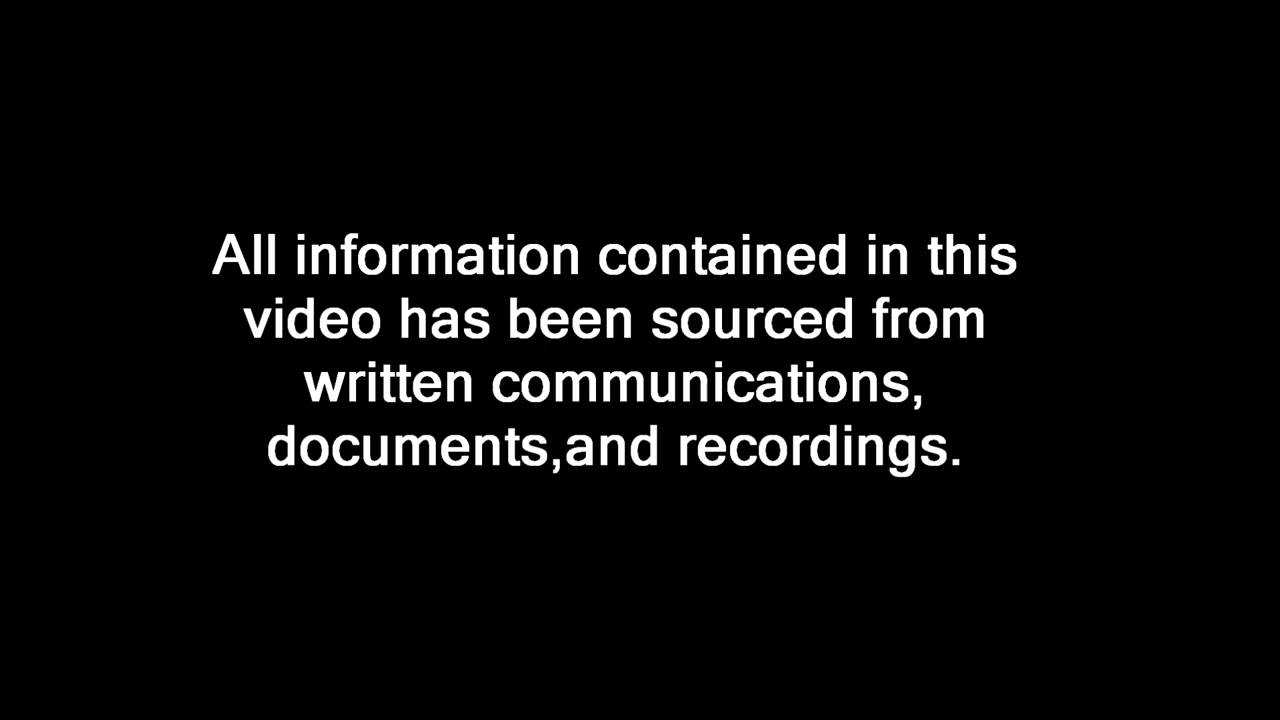 All information contained in this
video has been sourced from
written communications,
documents,and recordings.